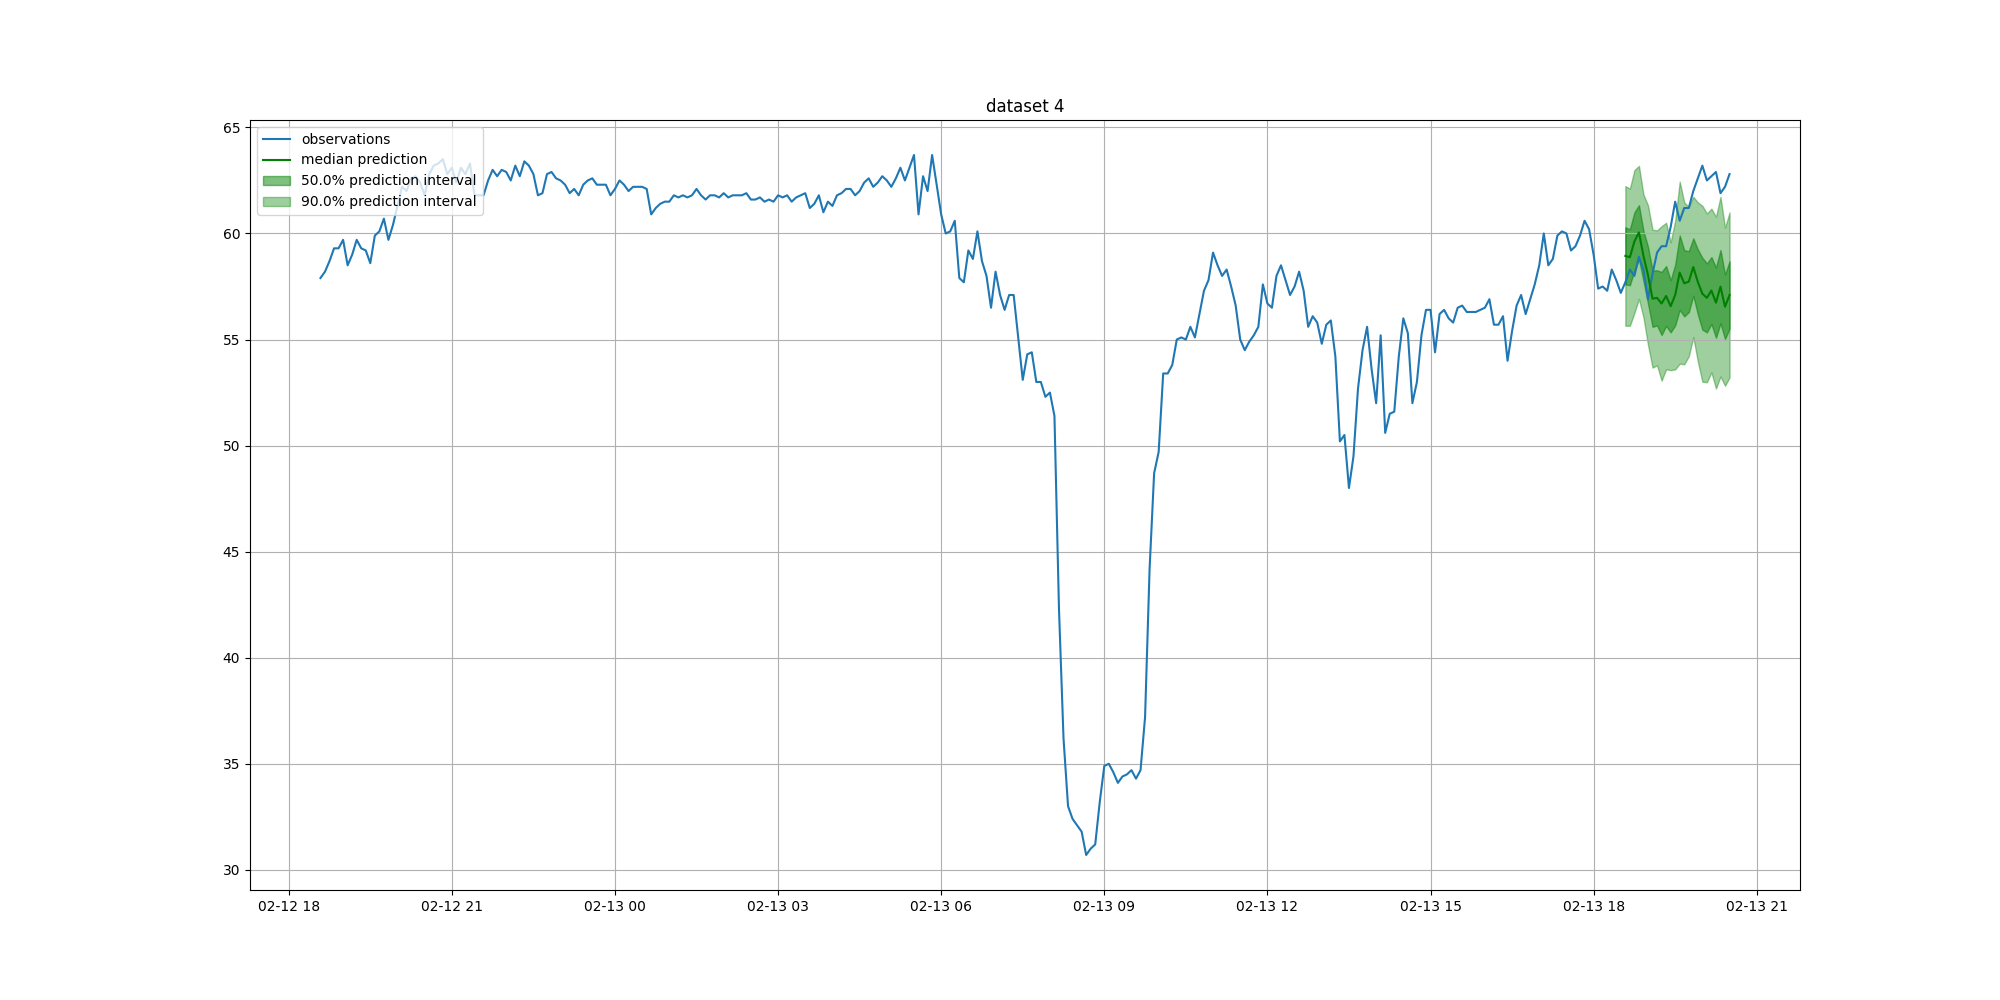 dataset 4
65
observations
median prediction
50.0% prediction interval
90.0% prediction interval
60
55
50
45
40
35
30
02-12 18 02-12 21 02-13 00 02-13 03 02-13 06 02-13 09 02-13 12 02-13 15 02-13 18 02-13 21